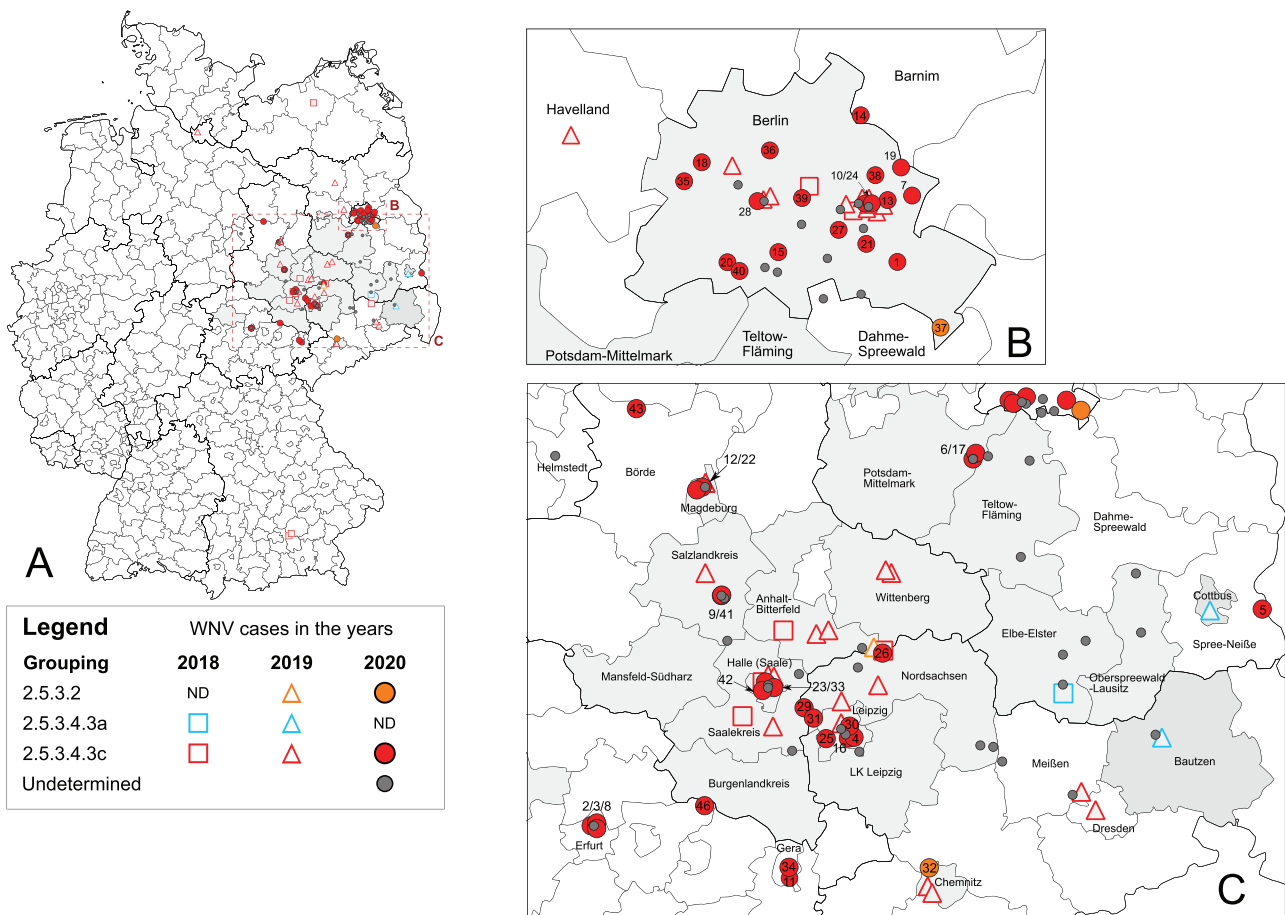 A
B
C
Legend
WNV cases in the years
Grouping 2018 2019 2020
2.5.3.2 ND
2.5.3.4.3a ND
2.5.3.4.3c
Undetermined
Barnim
Havelland
Berlin
14
36
19
18
10/24
38
35
7
39
13
28
27
21
15
20
40
1
37
Potsdam-Mittelmark
Teltow-
Fläming
Dahme-
Spreewald
B
43
12/22
6/17
Helmstedt
Börde
Potsdam-
Mittelmark
Magdeburg
Teltow-
Fläming
Dahme-
Spreewald
Salzlandkreis
9/41
Anhalt-
Bitterfeld
Wittenberg
Cottbus
5
Elbe-Elster
Spree-Neiße
26
Mansfeld-Südharz
Halle (Saale)
42
23/33
Nordsachsen
Oberspreewald
-Lausitz
29
31
Leipzig
30
Saalekreis
25
4
16
LK Leipzig
Meißen
Bautzen
Burgenlandkreis
46
2/3/8
Erfurt
Dresden
Gera
34
11
32
Chemnitz
C